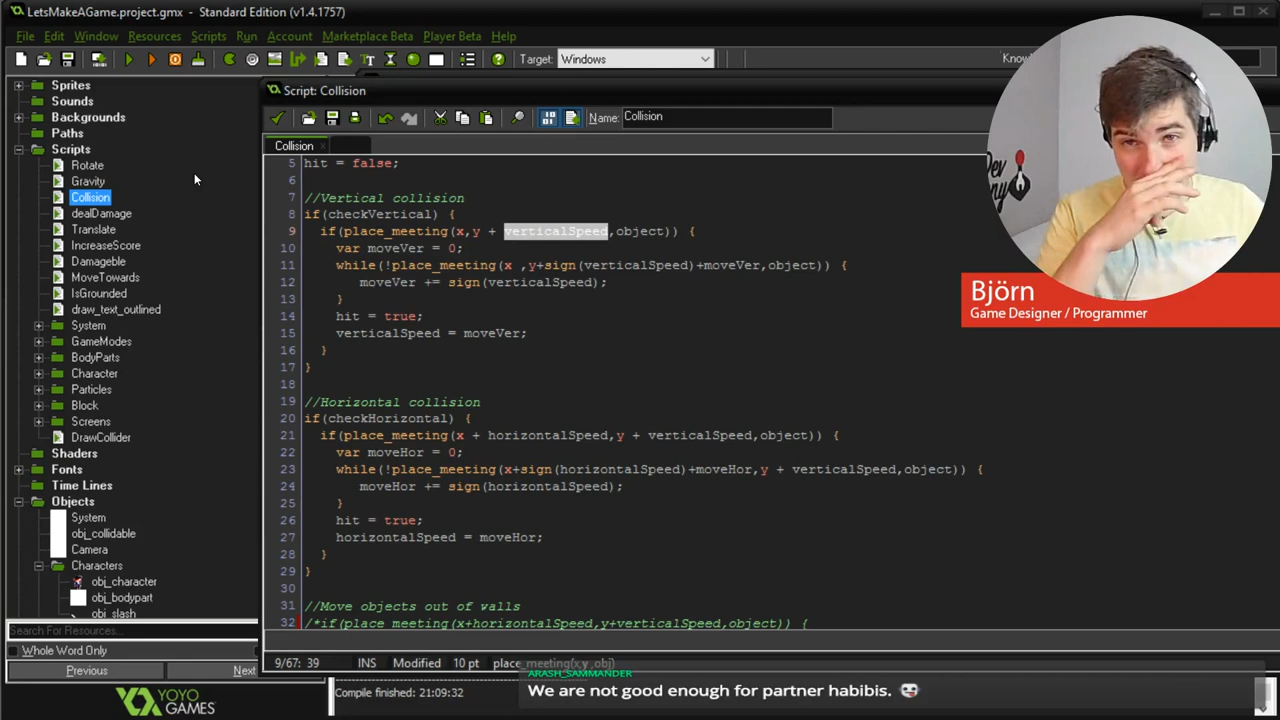 LetsMakeAGame.project.gmx - Standard Edition (v1.4.1757)
File Edit Window Resources Scripts Run Account Marketplace Beta Player Beta Help
Target: Windows
Sprites
Sounds
Backgrounds
Paths
Scripts
Rotate
Gravity
Collision
dealDamage
Translate
IncreaseScore
Damageble
MoveTowards
IsGrounded
draw_text_outlined
System
GameModes
BodyParts
Character
Particles
Block
Screens
DrawCollider
Shaders
Fonts
Time Lines
Objects
System
obj_collidable
Camera
Characters
obj_character
obj_bodypart
obj_slash
Search For Resources...
Whole Word Only
Previous Next
YOYO
GAMES™
Script: Collision
Name: Collision
Collision
5 hit = false;
6
7 //Vertical collision
8 if(checkVertical) {
9 if(place_meeting(x,y + verticalSpeed,object)) {
10 var moveVer = 0;
11 while(!place_meeting(x ,y+sign(verticalSpeed)+moveVer,object)) {
12 moveVer += sign(verticalSpeed);
13 }
14 hit = true;
15 verticalSpeed = moveVer;
16 }
17 }
18
19 //Horizontal collision
20 if(checkHorizontal) {
21 if(place_meeting(x + horizontalSpeed,y + verticalSpeed,object)) {
22 var moveHor = 0;
23 while(!place_meeting(x+sign(horizontalSpeed)+moveHor,y + verticalSpeed,object)) {
24 moveHor += sign(horizontalSpeed);
25 }
26 hit = true;
27 horizontalSpeed = moveHor;
28 }
29 }
30
31 //Move objects out of walls
32 /*if(place_meeting(x+horizontalSpeed,y+verticalSpeed,object)) {
9/67: 39 INS Modified 10 pt place_meeting(x,y,obj)
Compile finished: 21:09:32
ARASH_SAMMANDER
We are not good enough for partner habibis.
Björn
Game Designer / Programmer